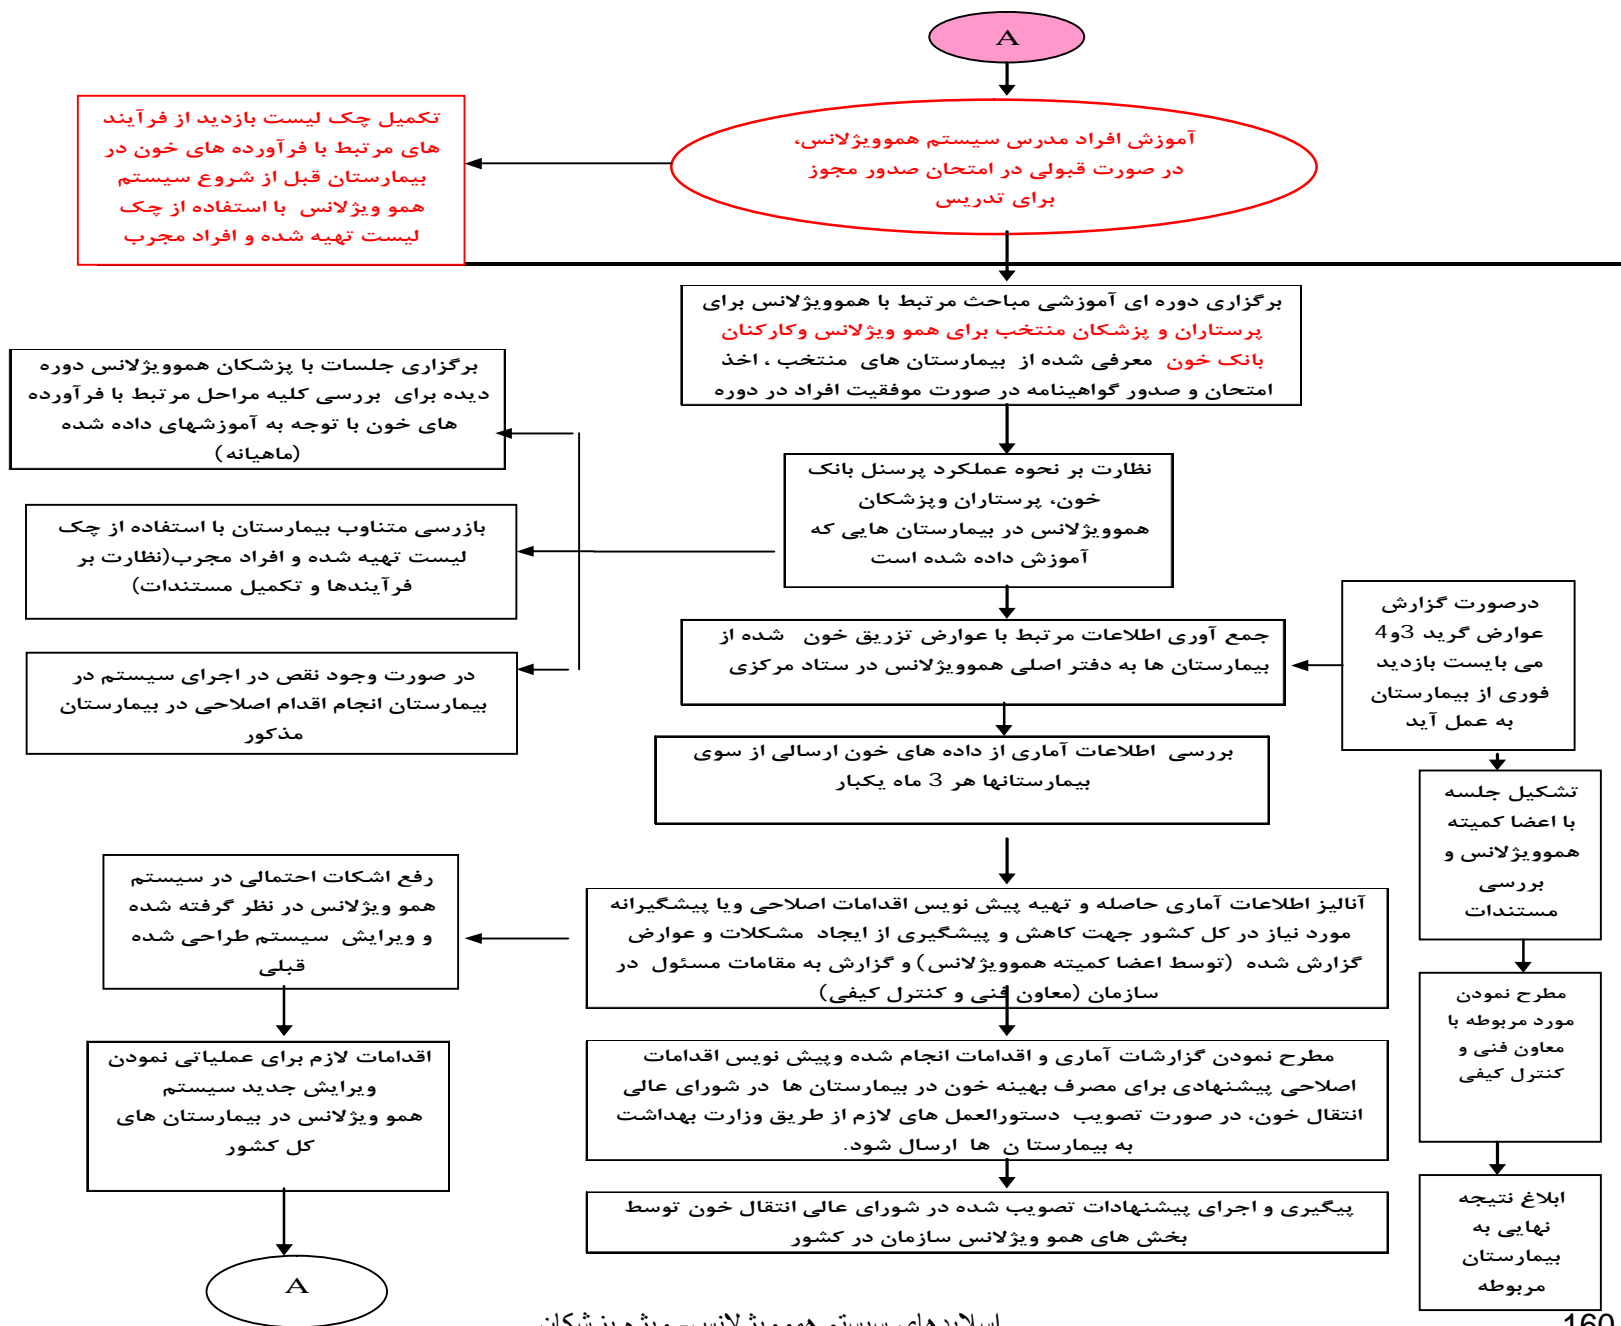 A
آموزش افراد مدرس سیستم هموویژلانس،
در صورت قبولی در امتحان صدور مجوز
برای تدریس
تکمیل چک لیست بازدید از فرآیند
های مرتبط با فرآورده های خون در
بیمارستان قبل از شروع سیستم
همو ویژلانس با استفاده از چک
لیست تهیه شده و افراد مجرب
برگزاری دوره ای آموزشی مباحث مرتبط با هموویژلانس برای
پرستاران و پزشکان منتخب برای همو ویژلانس وکارکنان
بانک خون معرفی شده از بیمارستان های منتخب ، اخذ
امتحان و صدور گواهینامه در صورت موفقیت افراد در دوره
برگزاری جلسات با پزشکان هموویژلانس دوره
دیده برای بررسی کلیه مراحل مرتبط با فرآورده
های خون با توجه به آموزشهای داده شده
(ماهیانه)
نظارت بر نحوه عملکرد پرسنل بانک
خون، پرستاران وپزشکان
هموویژلانس در بیمارستان هایی که
آموزش داده شده است
بازرسی متناوب بیمارستان با استفاده از چک
لیست تهیه شده و افراد مجرب(نظارت بر
فرآیندها و تکمیل مستندات)
در صورت وجود نقص در اجرای سیستم در
بیمارستان انجام اقدام اصلاحی در بیمارستان
مذکور
جمع آوری اطلاعات مرتبط با عوارض تزریق خون شده از
بیمارستان ها به دفتر اصلی هموویژلانس در ستاد مرکزی
درصورت گزارش
عوارض گرید 3و4
می بایست بازدید
فوری از بیمارستان
به عمل آید
بررسی اطلاعات آماری از داده های خون ارسالی از سوی
بیمارستانها هر 3 ماه یکبار
تشکیل جلسه
با اعضا کمیته
هموویژلانس و
بررسی
مستندات
آنالیز اطلاعات آماری حاصله و تهیه پیش نویس اقدامات اصلاحی ویا پیشگیرانه
مورد نیاز در کل کشور جهت کاهش و پیشگیری از ایجاد مشکلات و عوارض
گزارش شده (توسط اعضا کمیته هموویژلانس) و گزارش به مقامات مسئول در
سازمان (معاون فنی و کنترل کیفی)
رفع اشکات احتمالی در سیستم
همو ویژلانس در نظر گرفته شده
و ویرایش سیستم طراحی شده
قبلی
مطرح نمودن
مورد مربوطه با
معاون فنی و
کنترل کیفی
مطرح نمودن گزارشات آماری و اقدامات انجام شده وپیش نویس اقدامات
اصلاحی پیشنهادی برای مصرف بهینه خون در بیمارستان ها در شورای عالی
انتقال خون، در صورت تصویب دستورالعمل های لازم از طریق وزارت بهداشت
به بیمارستا ن ها ارسال شود.
اقدامات لازم برای عملیاتی نمودن
ویرایش جدید سیستم
همو ویژلانس در بیمارستان های
کل کشور
پیگیری و اجرای پیشنهادات تصویب شده در شورای عالی انتقال خون توسط
بخش های همو ویژلانس سازمان در کشور
ابلاغ نتیجه
نهایی به
بیمارستان
مربوطه
A
اسلایدهای سیستم هموویژلانس- ویژه پزشکان
160